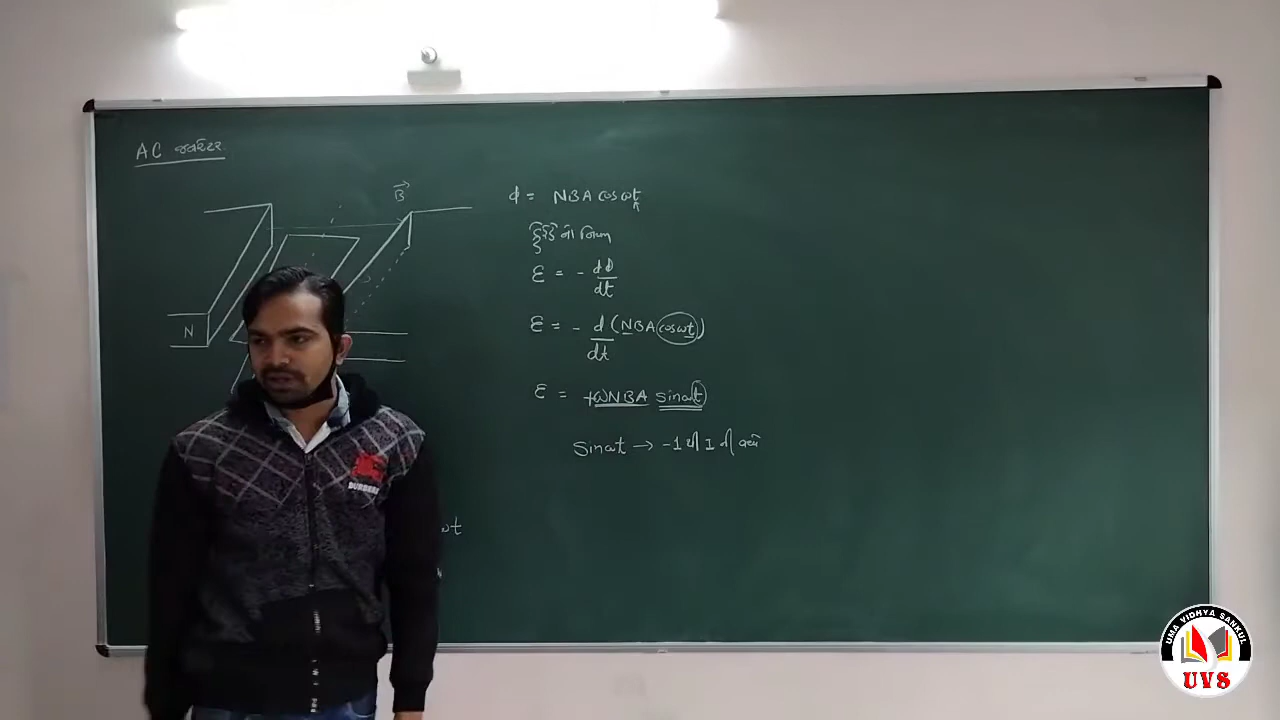 AC જનરેટર
B
N
ϕ = NBA cosωt
નો નિયમ
ε = - dϕ/dt
ε = - d/dt (NBA cosωt)
ε = +ωNBA sinωt
sinωt → -1 થી 1 ની વચ્ચે
ωt
BURBERRY
UMA VIDHYA SANKUL
UVS